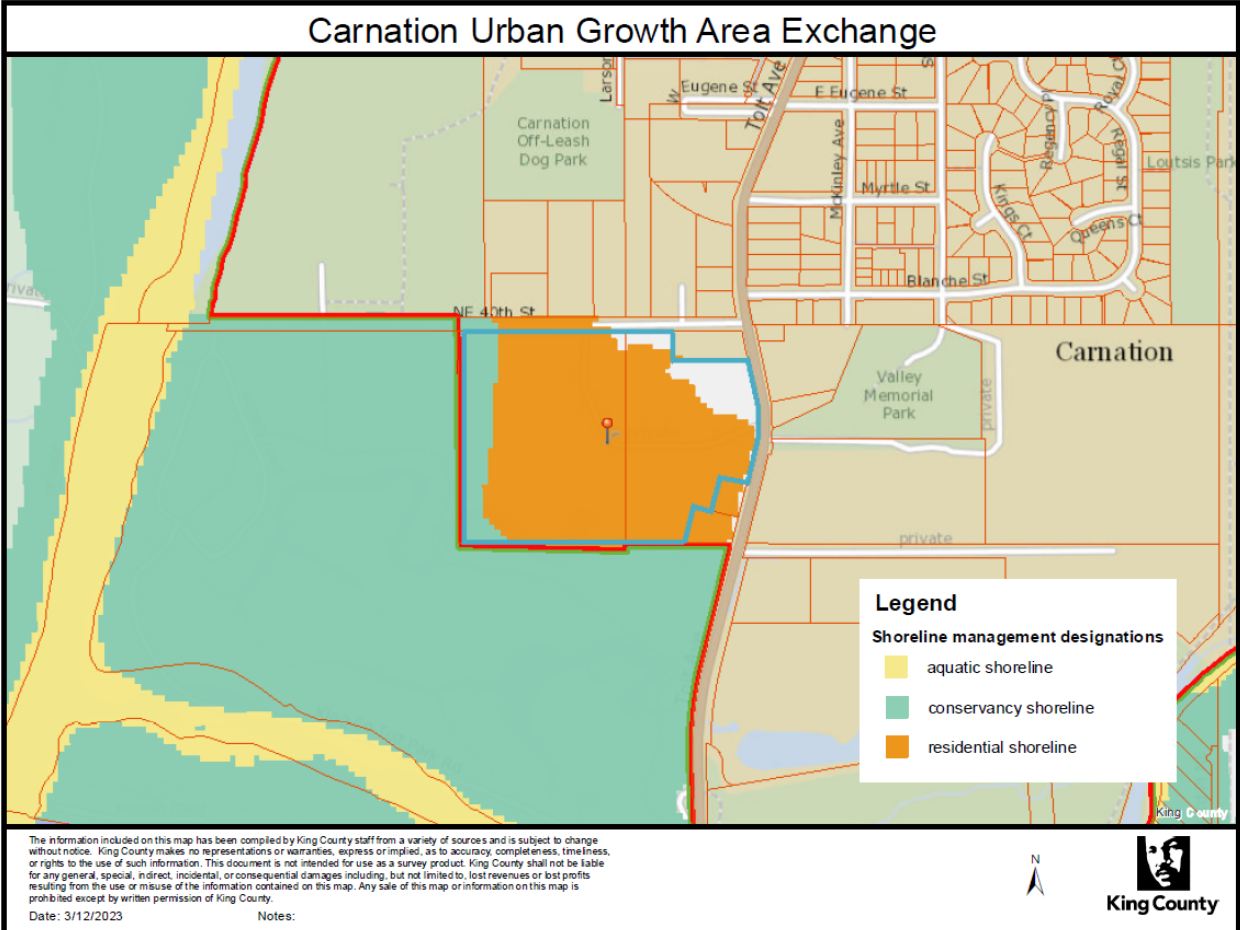 Carnation Urban Growth Area Exchange
Larson
W
Eugene St
Tolt Ave
E Eugene St
St
Regency Pl
Royal Ct
Regal St
Carnation
Off-Leash
Dog Park
McKinley Ave
Myrtle St
Kings Ct
Queens Ct
Loutsis Park
Blanche St
private
NE 40th St
Carnation
Valley
Memorial
Park
private
private
Legend
Shoreline management designations
aquatic shoreline
conservancy shoreline
residential shoreline
King County
The information included on this map has been compiled by King County staff from a variety of sources and is subject to change
without notice. King County makes no representations or warranties, express or implied, as to accuracy, completeness, timeliness,
or rights to the use of such information. This document is not intended for use as a survey product. King County shall not be liable
for any general, special, indirect, incidental, or consequential damages including, but not limited to, lost revenues or lost profits
resulting from the use or misuse of the information contained on this map. Any sale of this map or information on this map is
prohibited except by written permission of King County.
Date: 3/12/2023
Notes:
N
King County